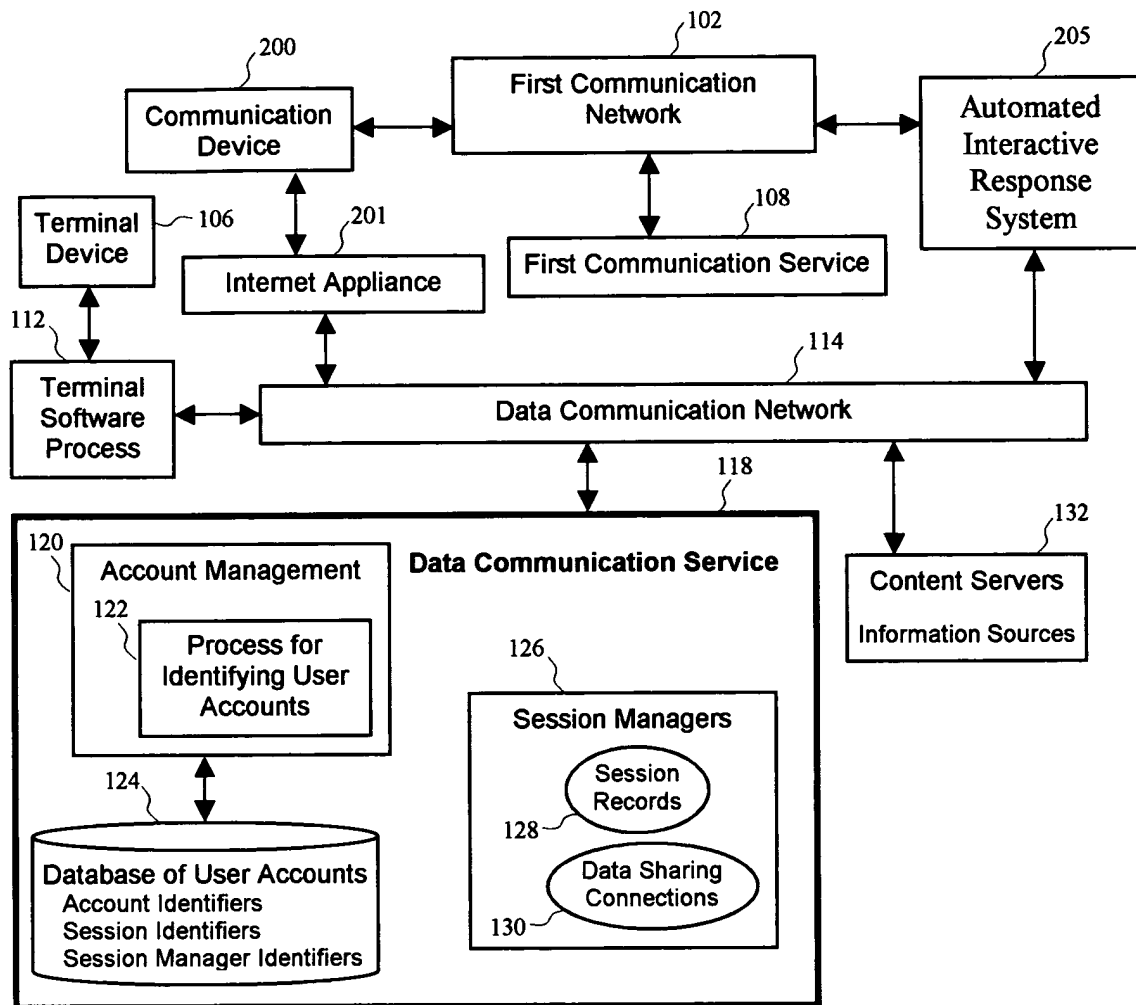 102
200
205
First Communication
Network
Communication
Device
Automated
Interactive
Response
System
106
Terminal
Device
201
108
Internet Appliance
First Communication Service
112
114
Terminal
Software
Process
Data Communication Network
118
132
120
Account Management
Data Communication Service
Content Servers
Information Sources
122
Process for
Identifying User
Accounts
126
Session Managers
Session
Records
128
124
Data Sharing
Connections
130
Database of User Accounts
Account Identifiers
Session Identifiers
Session Manager Identifiers